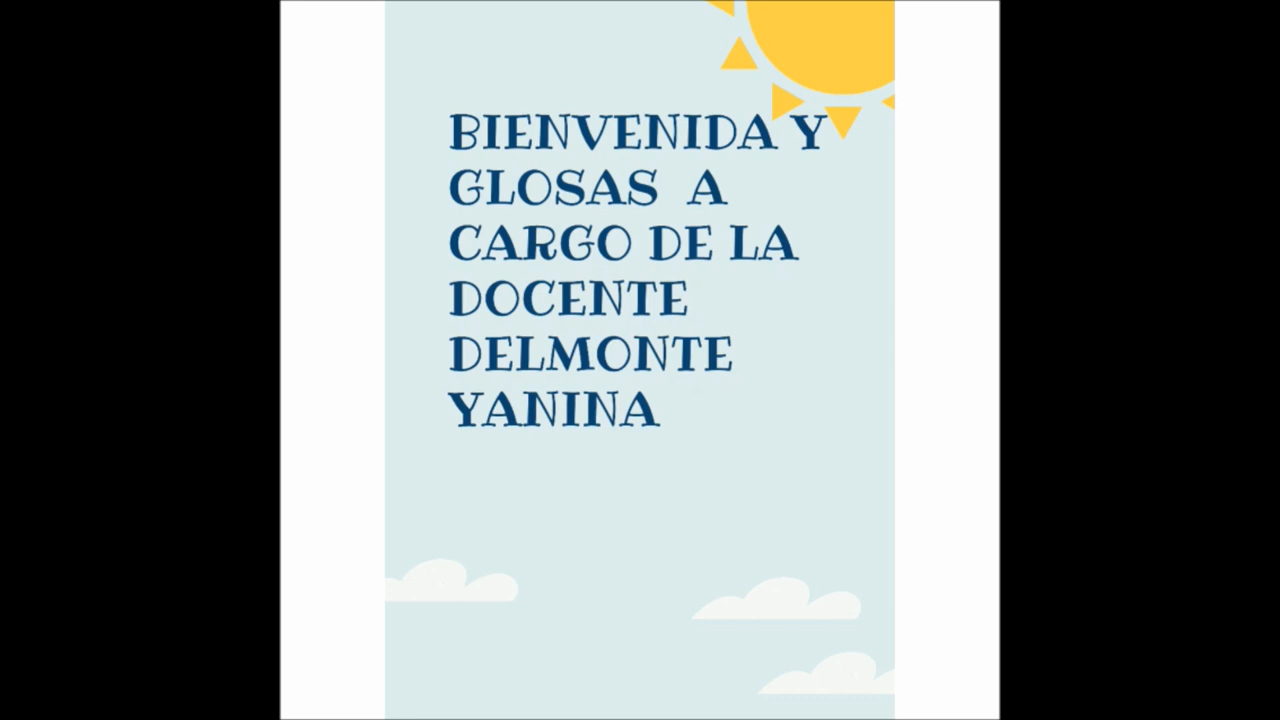 BIENVENIDA Y
GLOSAS A
CARGO DE LA
DOCENTE
DELMONTE
YANINA